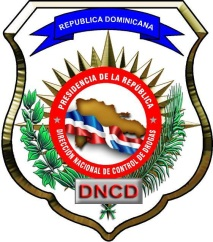 REPUBLICA DOMINICANA
PRESIDENCIA DE LA REPUBLICA
DIRECCION NACIONAL DE CONTROL DE DROGAS
DNCD